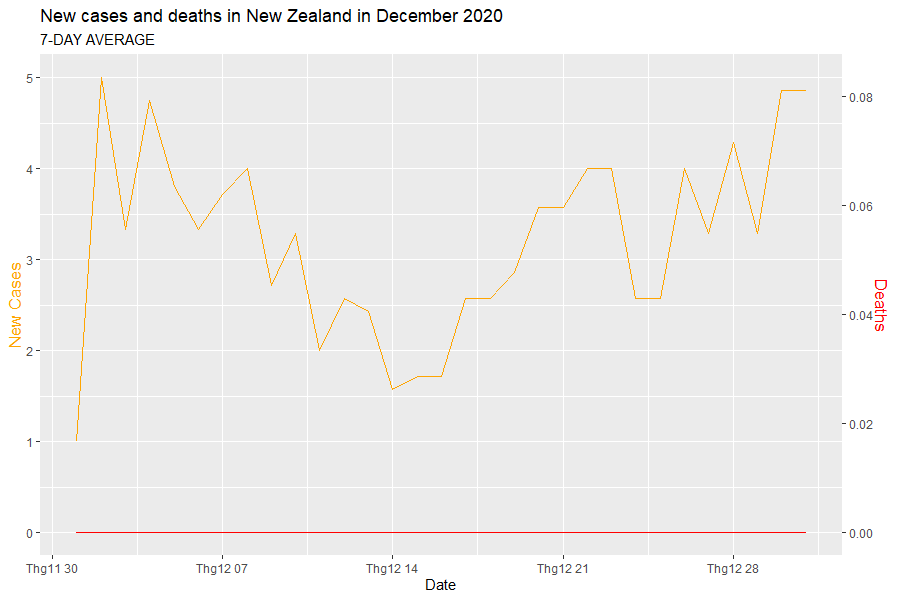 New cases and deaths in New Zealand in December 2020
7-DAY AVERAGE
5
4
3
2
1
0
New Cases
0.08
0.06
0.04
0.02
0.00
Deaths
Thg11 30
Thg12 07
Thg12 14
Thg12 21
Thg12 28
Date